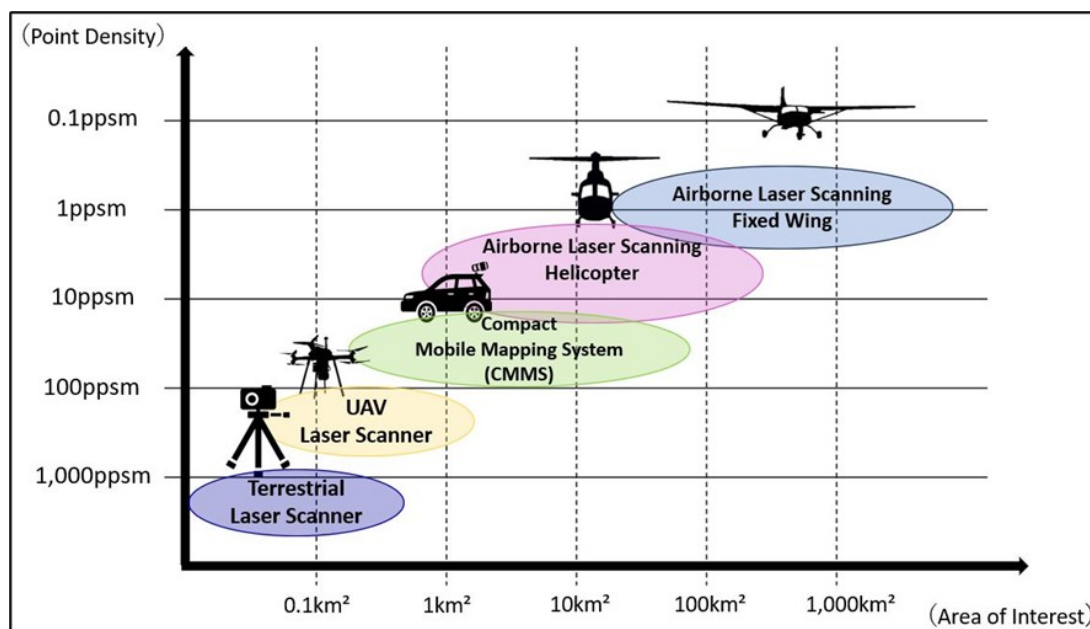 (Point Density)
0.1ppsm
1ppsm
10ppsm
100ppsm
1,000ppsm
Airborne Laser Scanning
Fixed Wing
Airborne Laser Scanning
Helicopter
Compact
Mobile Mapping System
(CMMS)
UAV
Laser Scanner
Terrestrial
Laser Scanner
0.1km²
1km²
10km²
100km²
1,000km²
(Area of Interest)